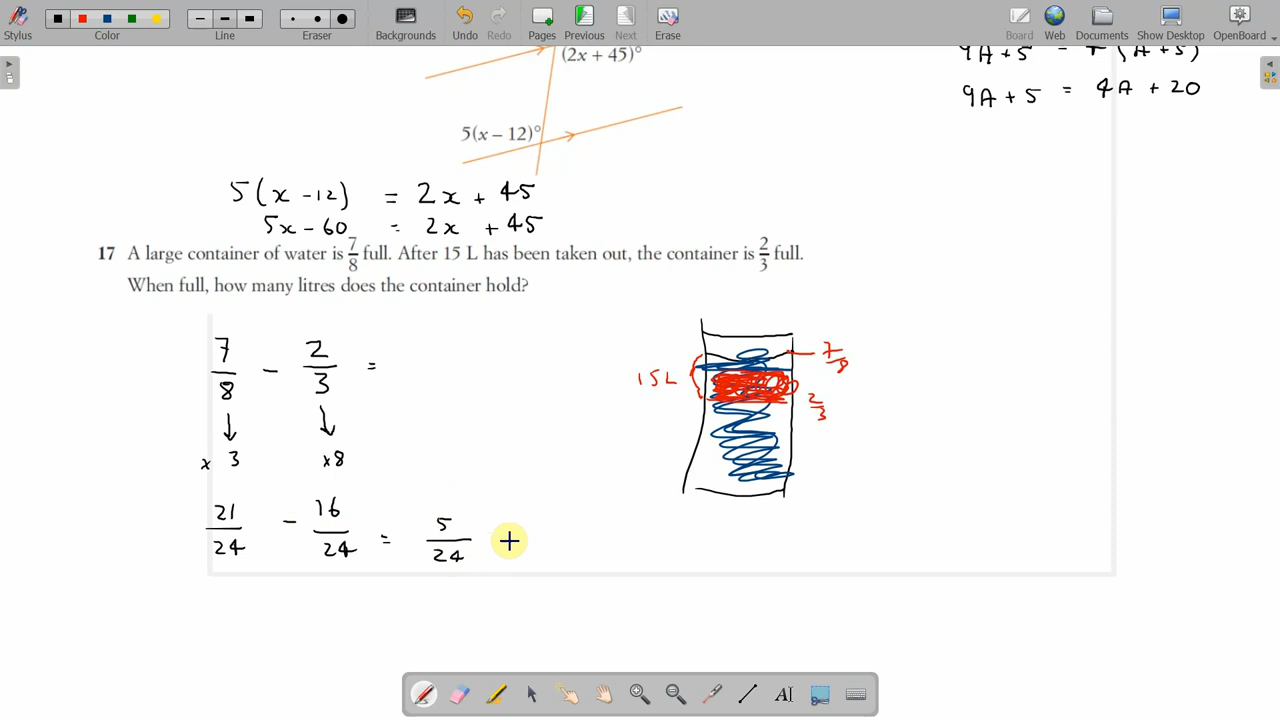 Stylus
Color
Line
Eraser
Backgrounds
Undo
Redo
Pages
Previous
Next
Erase
Board
Web
Documents
Show Desktop
OpenBoard
(2x + 45)°
5(x – 12)°
9A + 5 = 4A + 20
5(x - 12) = 2x + 45
5x - 60 = 2x + 45
17 A large container of water is 7/8 full. After 15 L has been taken out, the container is 2/3 full.
When full, how many litres does the container hold?
7/8 - 2/3 =
x 3 x8
21/24 - 16/24 = 5/24
15L
7/8
2/3
AI